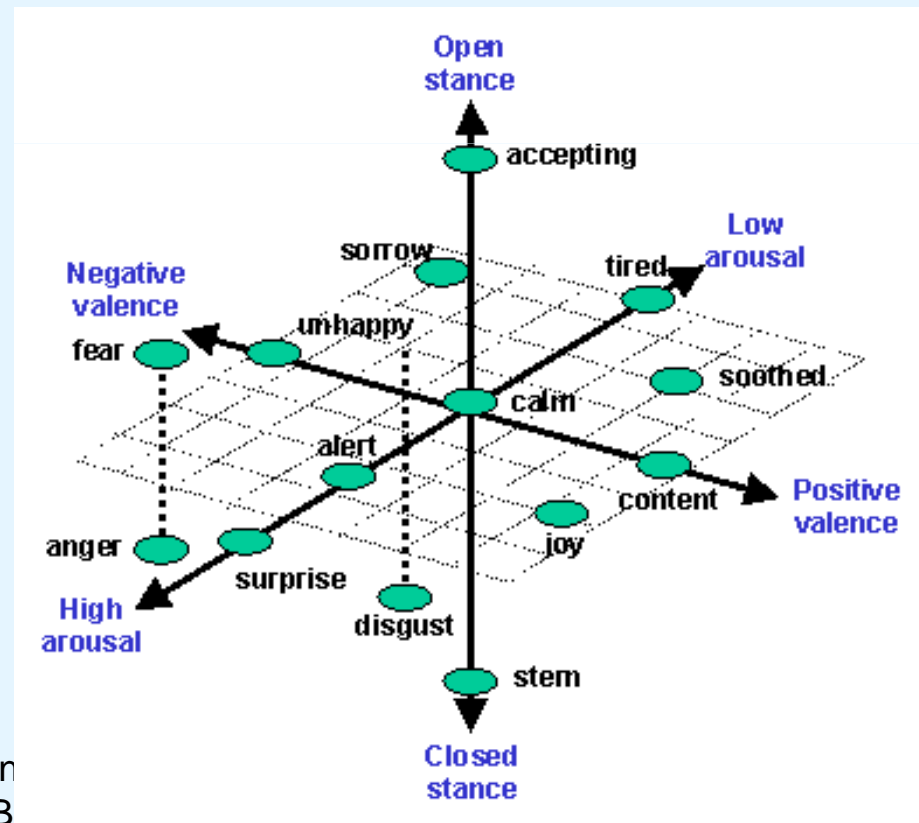 Open
stance
accepting
Low
arousal
sorrow
tired
Negative
valence
unhappy
fear
soothed
calm
alert
content
Positive
valence
anger
joy
surprise
High
arousal
disgust
stern
Closed
stance